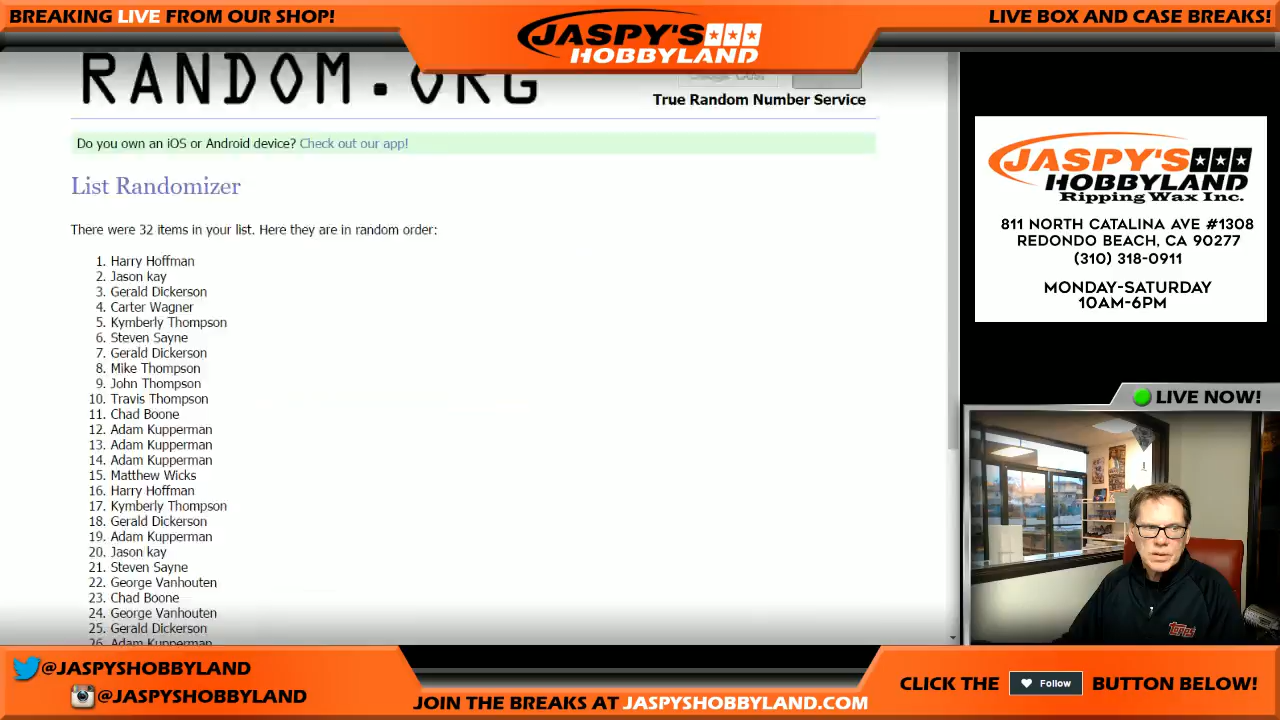 BREAKING LIVE FROM OUR SHOP!
JASPY'S
HOBBYLAND
LIVE BOX AND CASE BREAKS!
RANDOM.ORG
True Random Number Service
Do you own an iOS or Android device? Check out our app!
List Randomizer
There were 32 items in your list. Here they are in random order:
1. Harry Hoffman
2. Jason kay
3. Gerald Dickerson
4. Carter Wagner
5. Kymberly Thompson
6. Steven Sayne
7. Gerald Dickerson
8. Mike Thompson
9. John Thompson
10. Travis Thompson
11. Chad Boone
12. Adam Kupperman
13. Adam Kupperman
14. Adam Kupperman
15. Matthew Wicks
16. Harry Hoffman
17. Kymberly Thompson
18. Gerald Dickerson
19. Adam Kupperman
20. Jason kay
21. Steven Sayne
22. George Vanhouten
23. Chad Boone
24. George Vanhouten
25. Gerald Dickerson
26. Adam Kupperman
JASPY'S
HOBBYLAND
Ripping Wax Inc.
811 NORTH CATALINA AVE #1308
REDONDO BEACH, CA 90277
(310) 318-0911
MONDAY-SATURDAY
10AM-6PM
LIVE NOW!
Topps
@JASPYSHOBBYLAND
@JASPYSHOBBYLAND
JOIN THE BREAKS AT JASPYSHOBBYLAND.COM
CLICK THE Follow BUTTON BELOW!